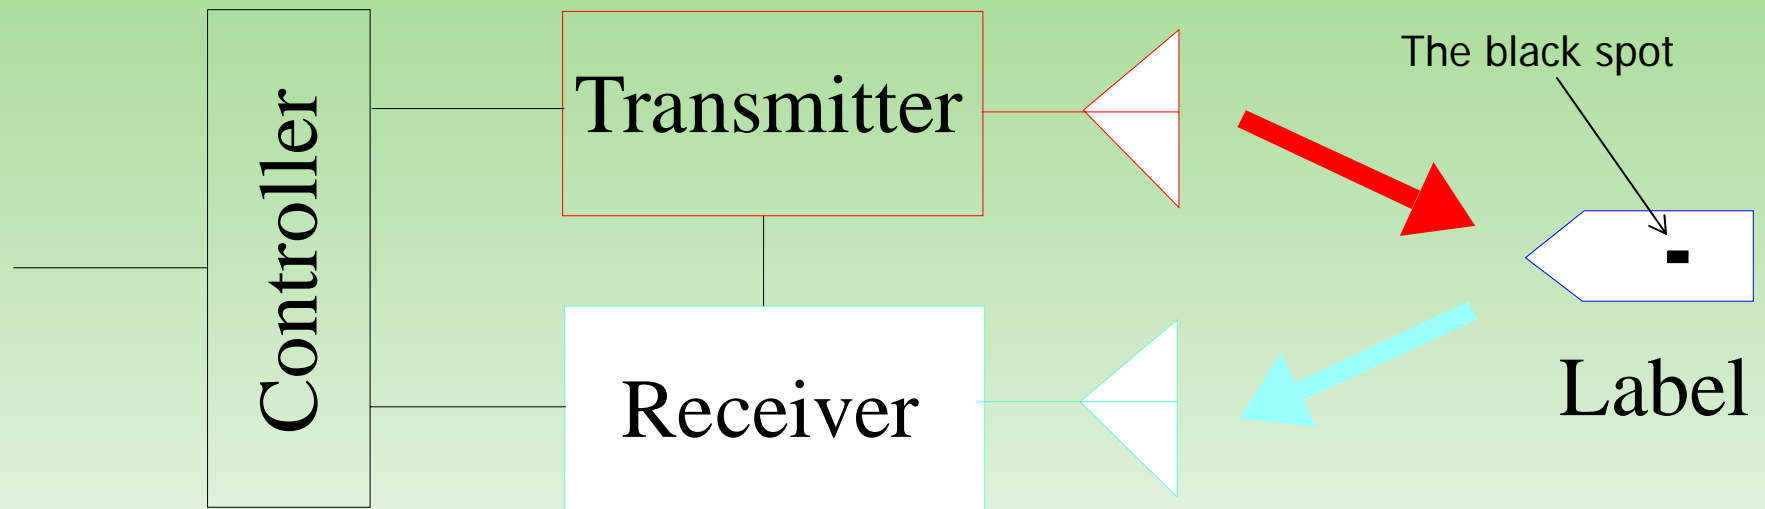 Controller
Transmitter
The black spot
Receiver
Label